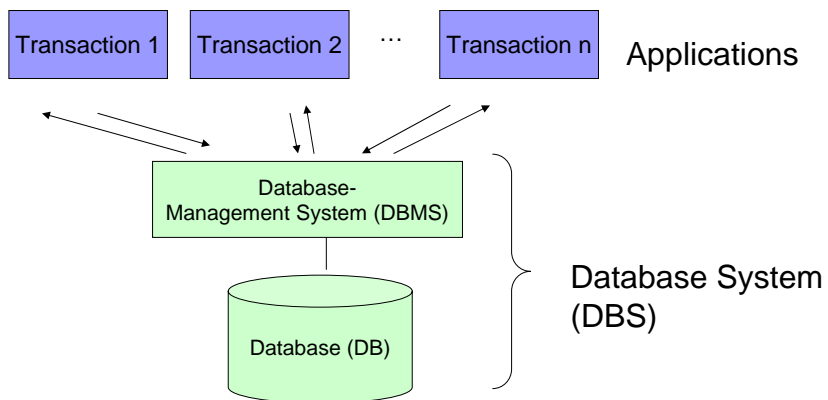 Transaction 1
Transaction 2
...
Transaction n
Applications
Database-
Management System (DBMS)
Database System
(DBS)
Database (DB)